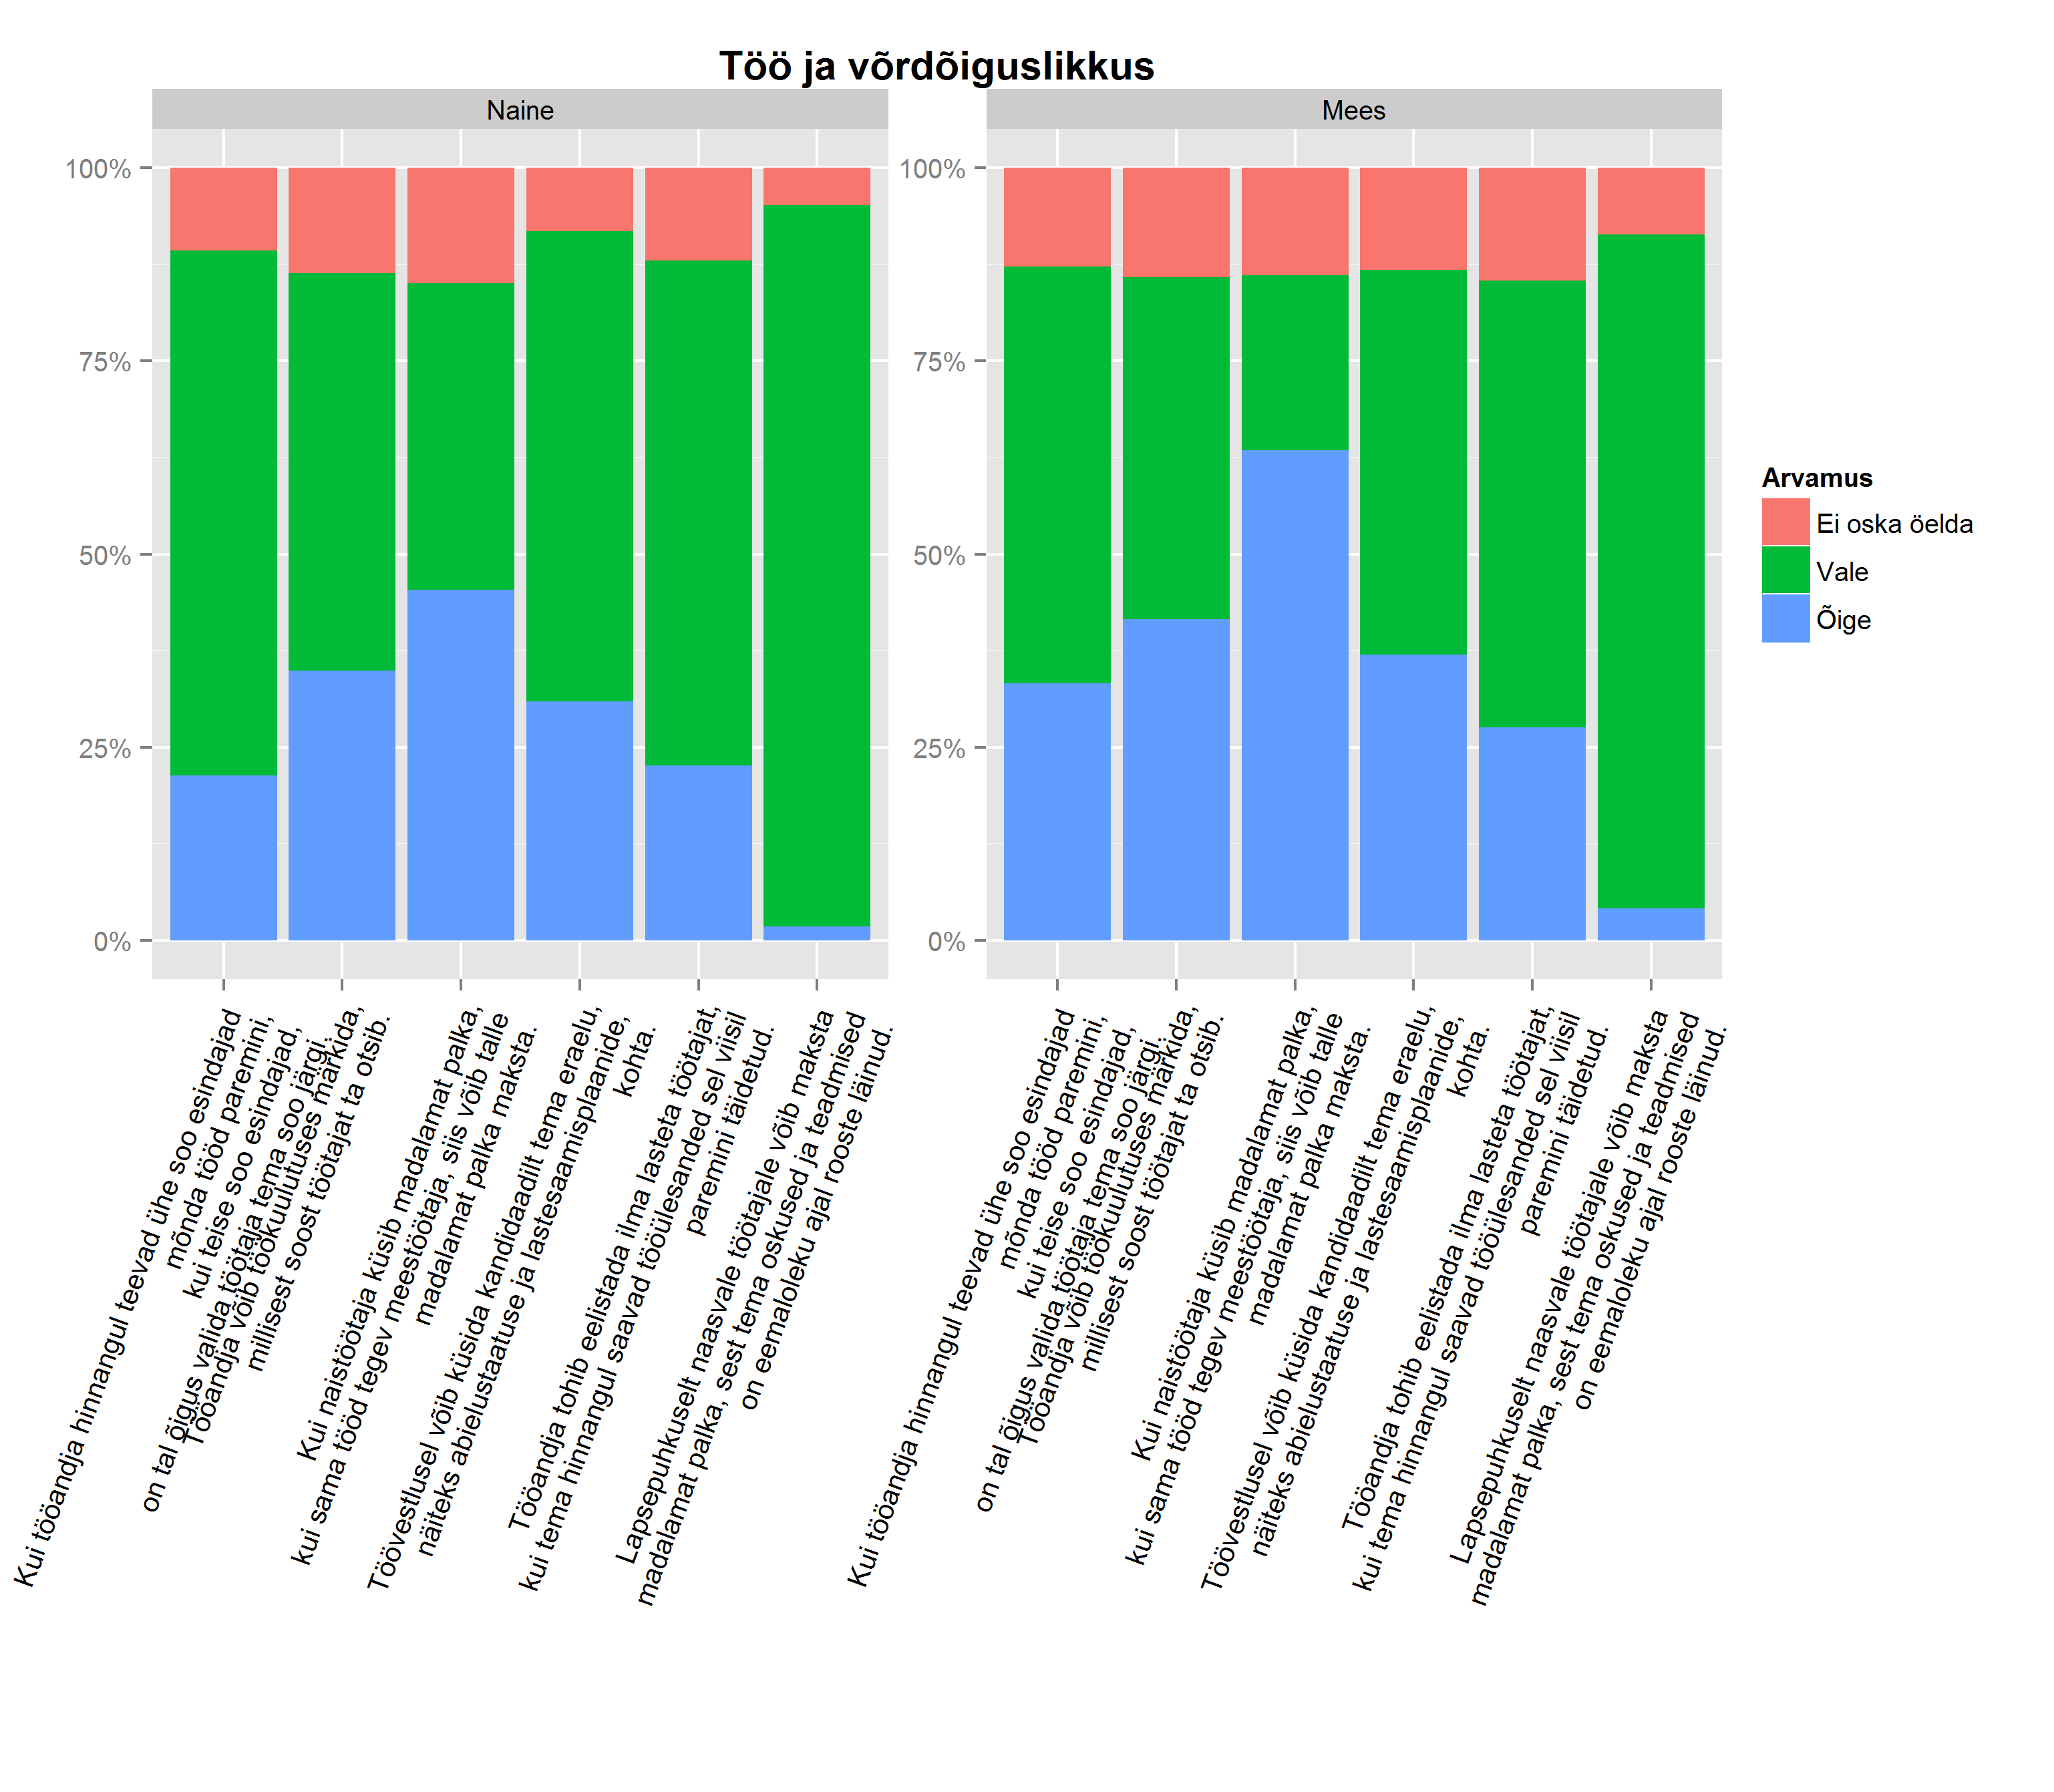 Töö ja võrdõiguslikkus
Naine
Mees
100%
75%
50%
25%
0%
100%
75%
50%
25%
0%
Kui tööandja hinnangul teevad ühe soo esindajad
mõnda tööd paremini,
kui teise soo esindajad,
on tal õigus valida töötaja tema soo järgi.
Tööandja võib töökuulutuses märkida,
millisest soost töötajat ta otsib.
Kui naistöötaja küsib madalamat palka,
kui sama tööd tegev meestöötaja, siis võib talle
madalamat palka maksta.
Töövestlusel võib küsida kandidaadilt tema eraelu,
näiteks abielustaatuse ja lastesaamisplaanide,
kohta.
Tööandja tohib eelistada ilma lasteta töötajat,
kui tema hinnangul saavad tööülesanded sel viisil
paremini täidetud.
Lapsepuhkuselt naasvale töötajale võib maksta
madalamat palka, sest tema oskused ja teadmised
on eemaloleku ajal rooste läinud.
Kui tööandja hinnangul teevad ühe soo esindajad
mõnda tööd paremini,
kui teise soo esindajad,
on tal õigus valida töötaja tema soo järgi.
Tööandja võib töökuulutuses märkida,
millisest soost töötajat ta otsib.
Kui naistöötaja küsib madalamat palka,
kui sama tööd tegev meestöötaja, siis võib talle
madalamat palka maksta.
Töövestlusel võib küsida kandidaadilt tema eraelu,
näiteks abielustaatuse ja lastesaamisplaanide,
kohta.
Tööandja tohib eelistada ilma lasteta töötajat,
kui tema hinnangul saavad tööülesanded sel viisil
paremini täidetud.
Lapsepuhkuselt naasvale töötajale võib maksta
madalamat palka, sest tema oskused ja teadmised
on eemaloleku ajal rooste läinud.
Arvamus
Ei oska öelda
Vale
Õige